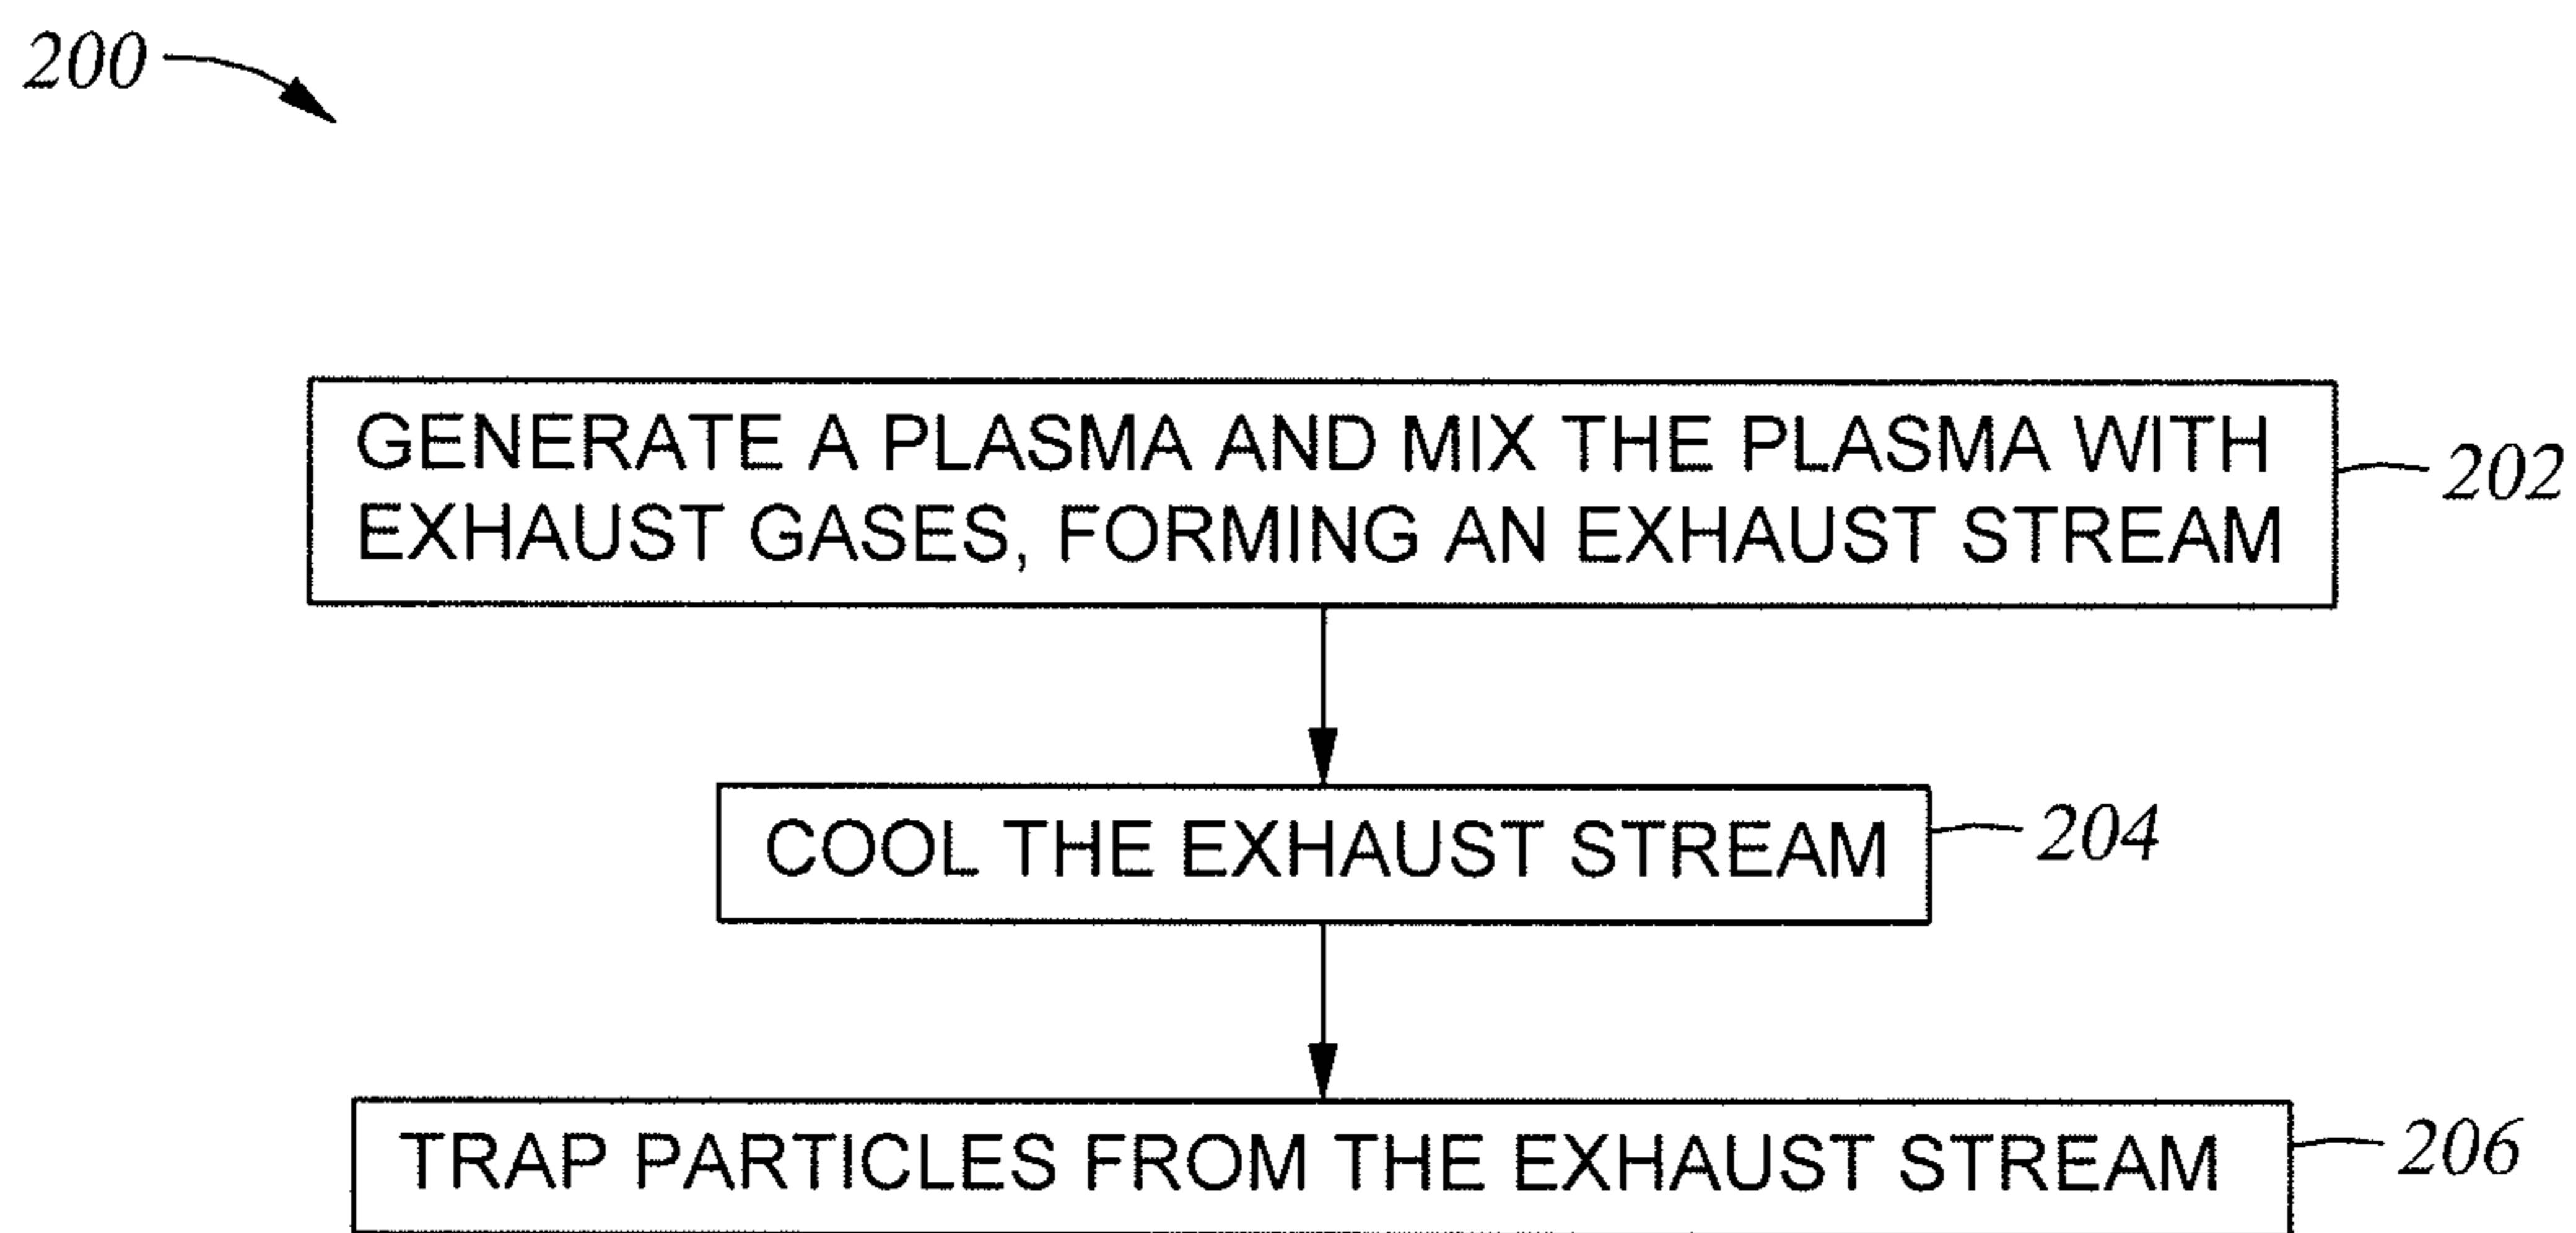 200
GENERATE A PLASMA AND MIX THE PLASMA WITH
EXHAUST GASES, FORMING AN EXHAUST STREAM
202
COOL THE EXHAUST STREAM
204
TRAP PARTICLES FROM THE EXHAUST STREAM
206